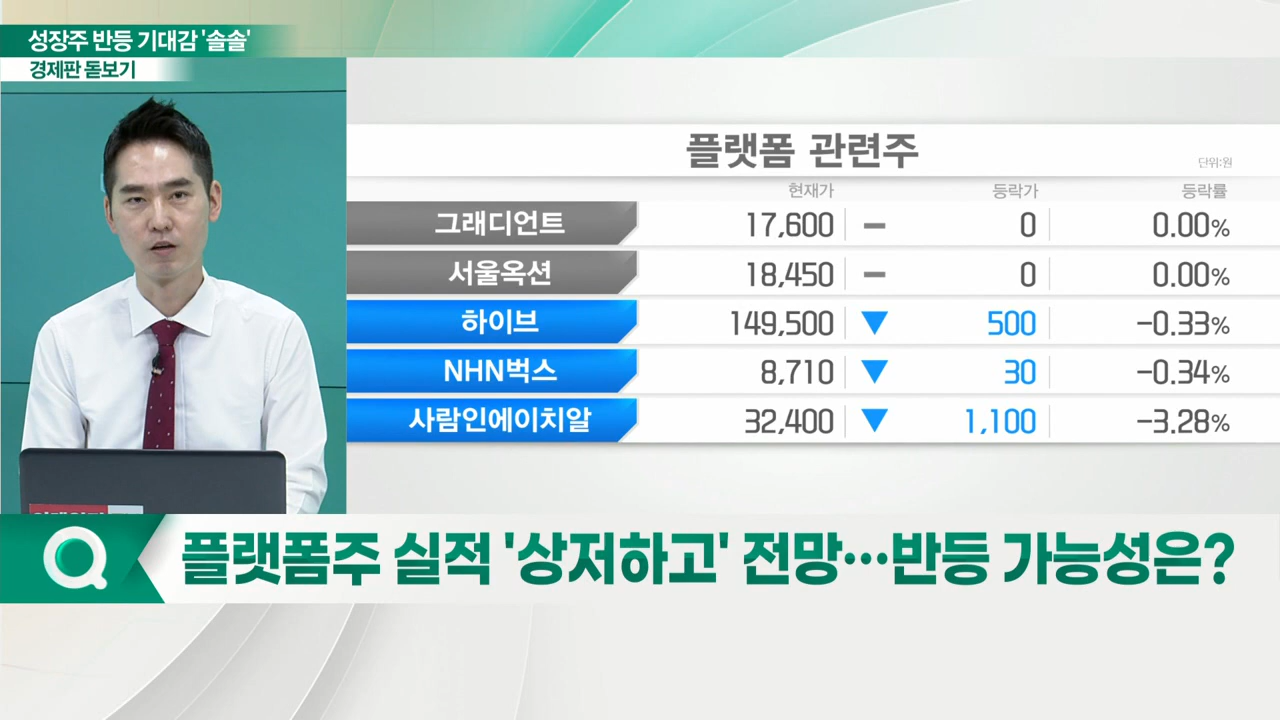 성장주 반등 기대감 '솔솔'
경제판 돋보기
플랫폼 관련주
단위:원
현재가 등락가 등락률
그래디언트 17,600 – 0 0.00%
서울옥션 18,450 – 0 0.00%
하이브 149,500 ▼ 500 -0.33%
NHN벅스 8,710 ▼ 30 -0.34%
사람인에이치알 32,400 ▼ 1,100 -3.28%
Q 플랫폼주 실적 '상저하고' 전망…반등 가능성은?